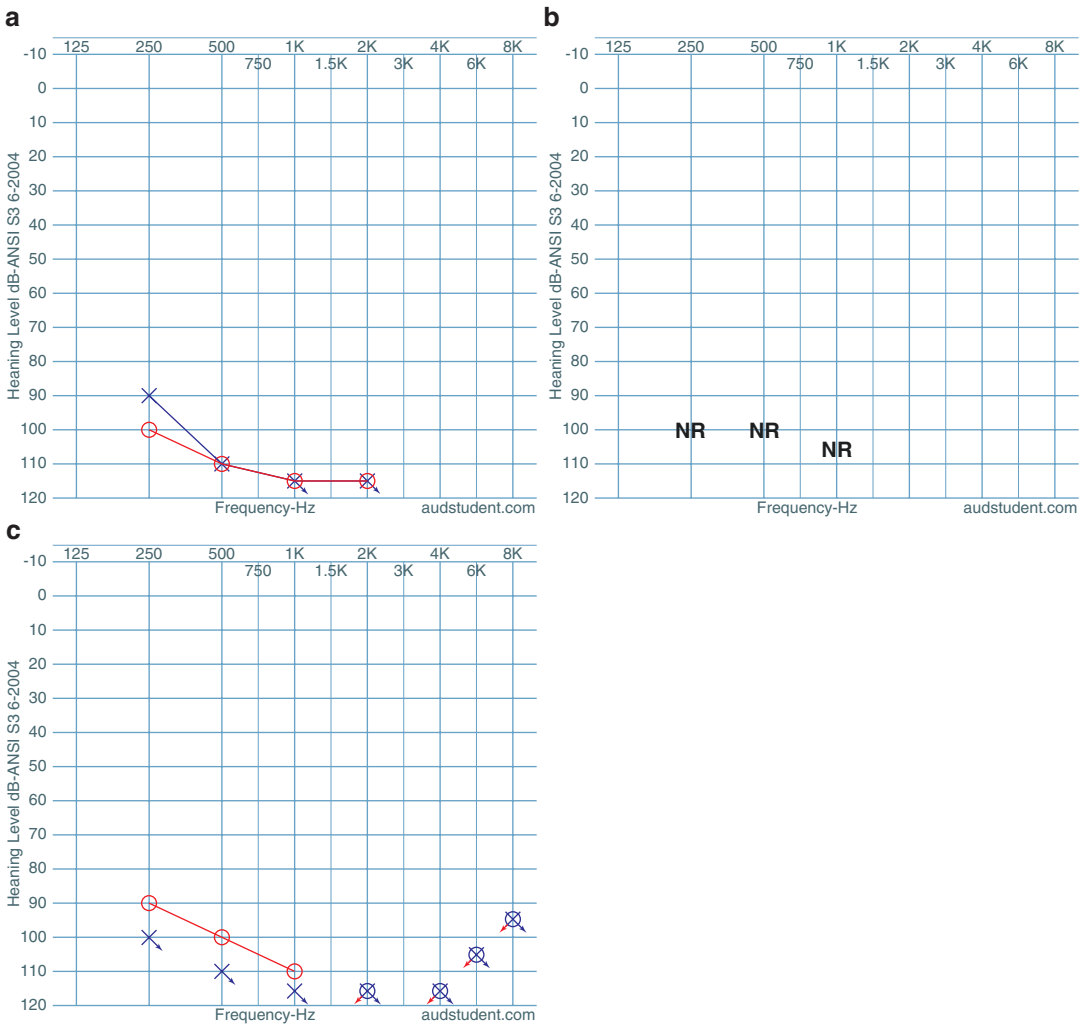 a
125 250 500 1K 2K 4K 8K
750 1.5K 3K 6K
-10
0
10
20
30
40
50
60
70
80
90
100
110
120
Heaning Level dB-ANSI S3 6-2004
Frequency-Hz audstudent.com
b
125 250 500 1K 2K 4K 8K
750 1.5K 3K 6K
-10
0
10
20
30
40
50
60
70
80
90
100
110
120
Heaning Level dB-ANSI S3 6-2004
NR NR
NR
Frequency-Hz audstudent.com
c
125 250 500 1K 2K 4K 8K
750 1.5K 3K 6K
-10
0
10
20
30
40
50
60
70
80
90
100
110
120
Heaning Level dB-ANSI S3 6-2004
Frequency-Hz audstudent.com